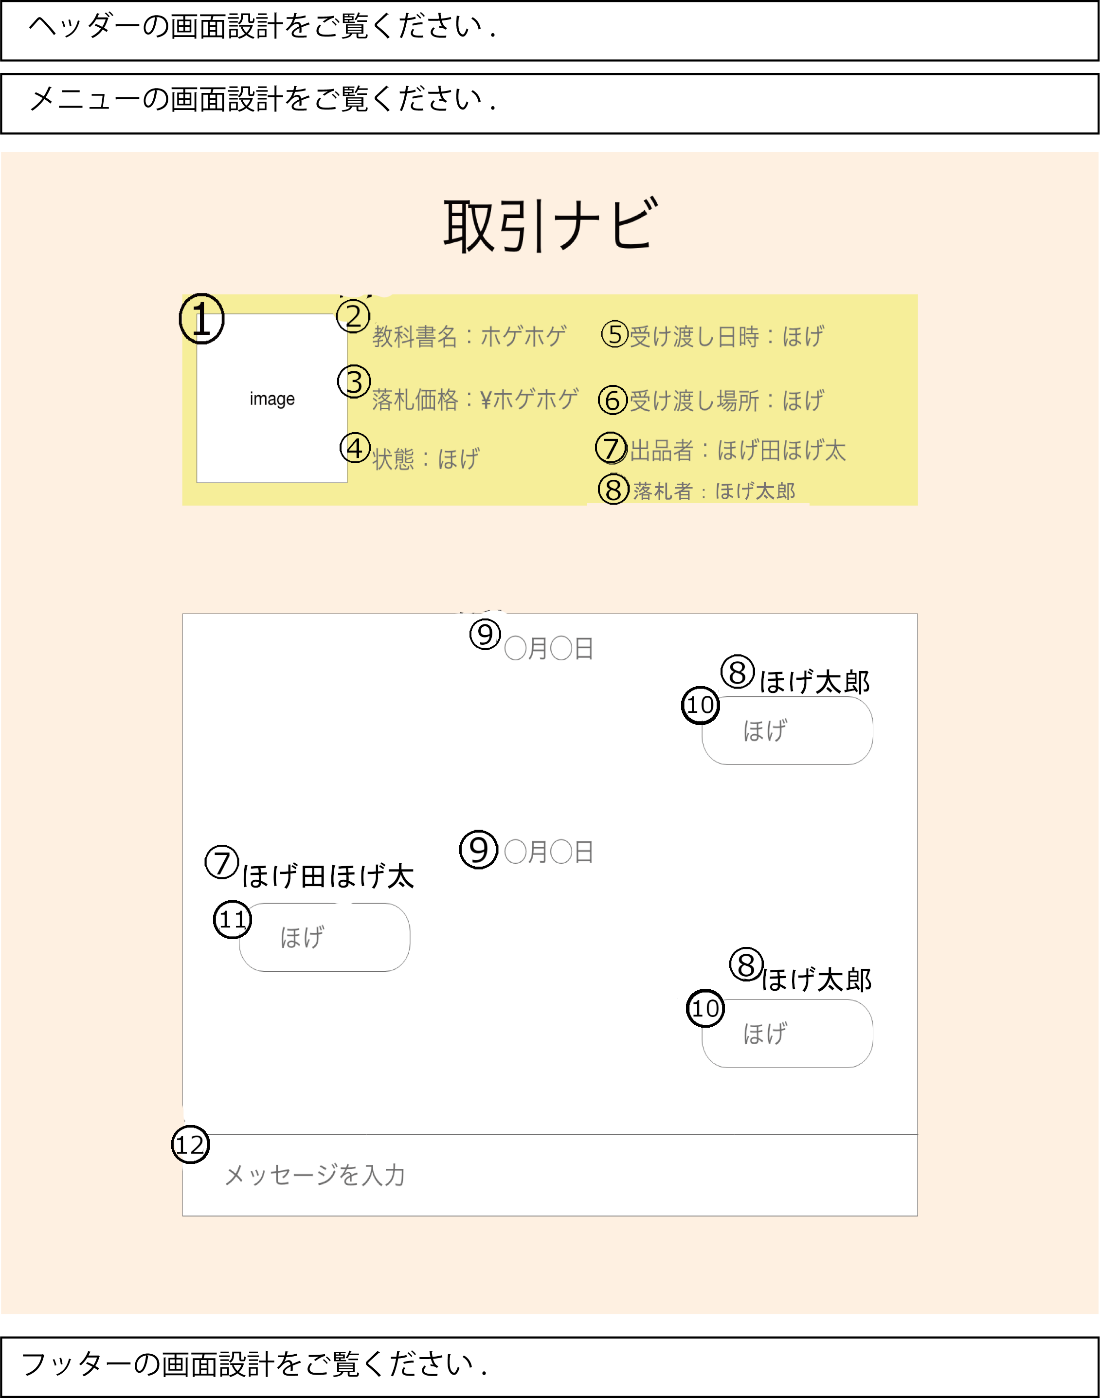 ヘッダーの画面設計をご覧ください.
メニューの画面設計をご覧ください.
取引ナビ
①
image
②教科書名：ホゲホゲ
③落札価格：¥ホゲホゲ
④状態：ほげ
⑤受け渡し日時：ほげ
⑥受け渡し場所：ほげ
⑦出品者：ほげ田ほげ太
⑧落札者：ほげ太郎
⑨〇月〇日
⑧ほげ太郎
⑩ほげ
⑨〇月〇日
⑦ほげ田ほげ太
⑪ほげ
⑧ほげ太郎
⑩ほげ
⑫メッセージを入力
フッターの画面設計をご覧ください.